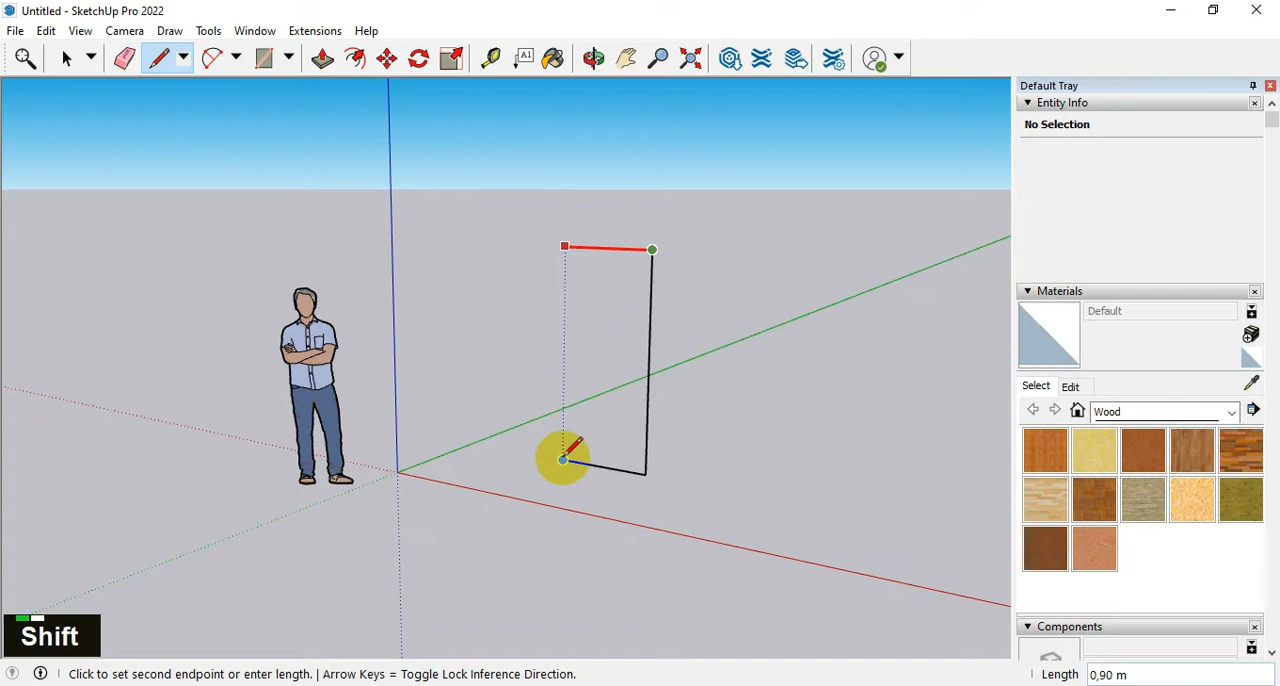 Untitled - SketchUp Pro 2022
File Edit View Camera Draw Tools Window Extensions Help
A1
Default Tray
Entity Info
No Selection
Materials
Default
Select Edit
Wood
Components
Shift
Click to set second endpoint or enter length. | Arrow Keys = Toggle Lock Inference Direction.
Length 0,90 m